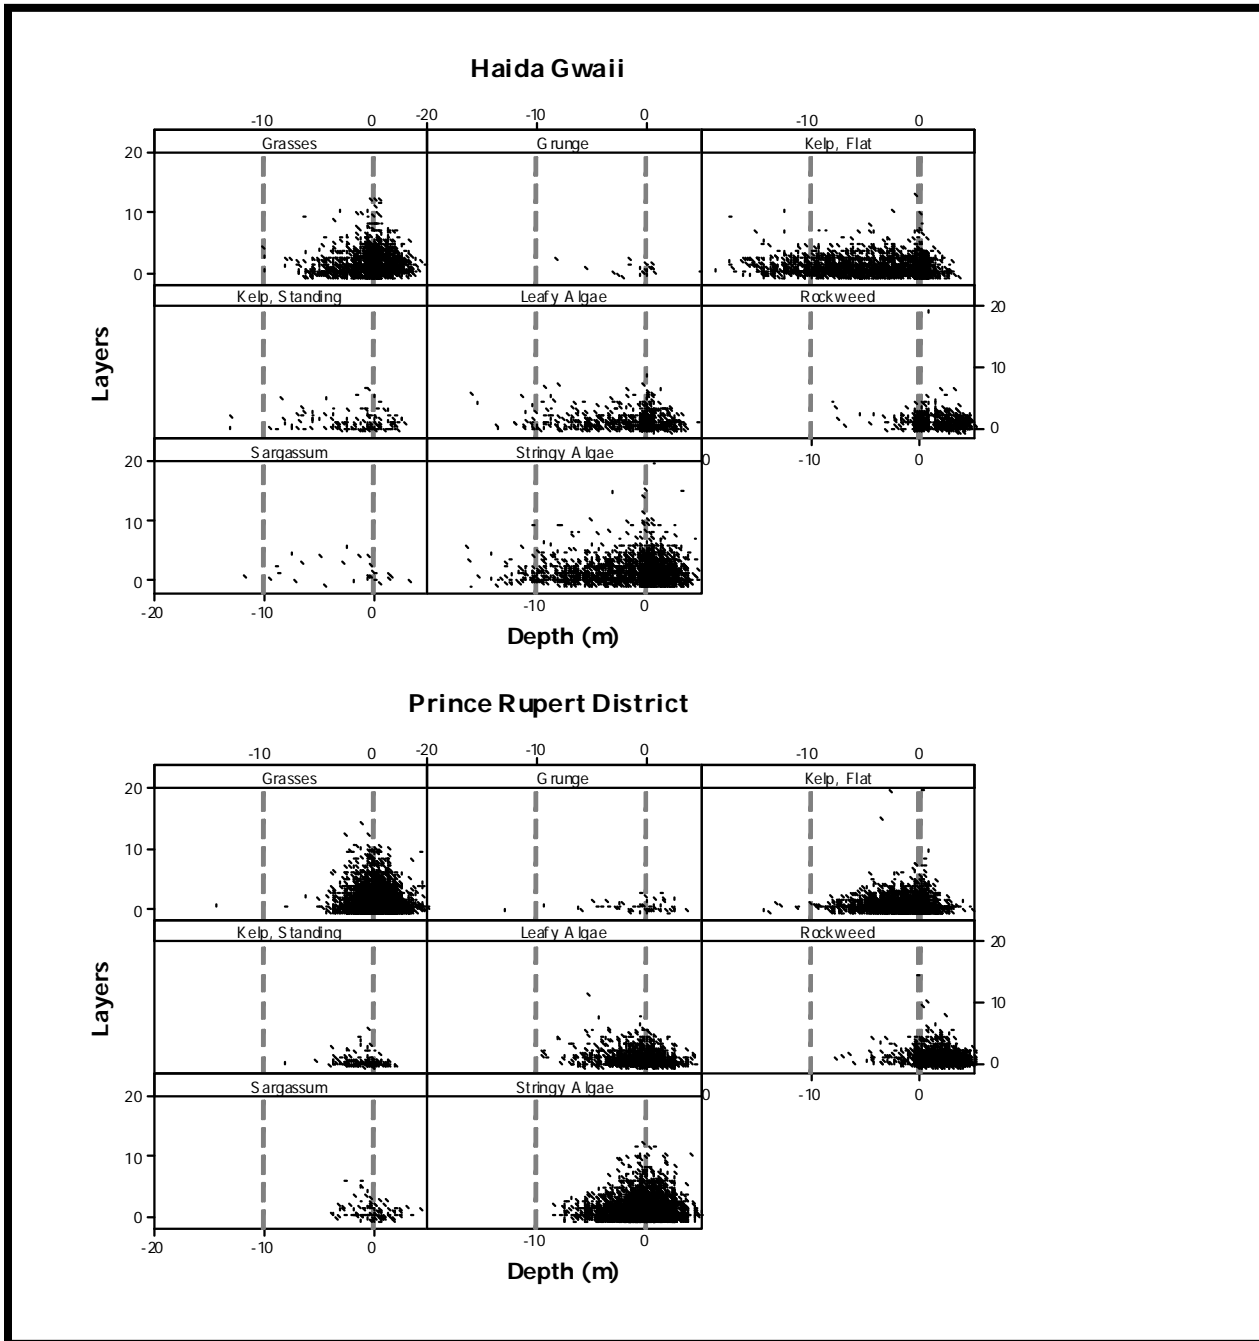 Haida Gwaii
-10 0 -20 -10 0 -10 0
Grasses Grunge Kelp, Flat
20
10
0
Kelp, Standing Leafy Algae Rockweed
20
10
0
Layers
Sargassum Stringy Algae
20 0 -10 0
10
0
-20 -10 0 -10 0
Depth (m)
Prince Rupert District
-10 0 -20 -10 0 -10 0
Grasses Grunge Kelp, Flat
20
10
0
Kelp, Standing Leafy Algae Rockweed
20
10
0
Layers
Sargassum Stringy Algae
20 0 -10 0
10
0
-20 -10 0 -10 0
Depth (m)